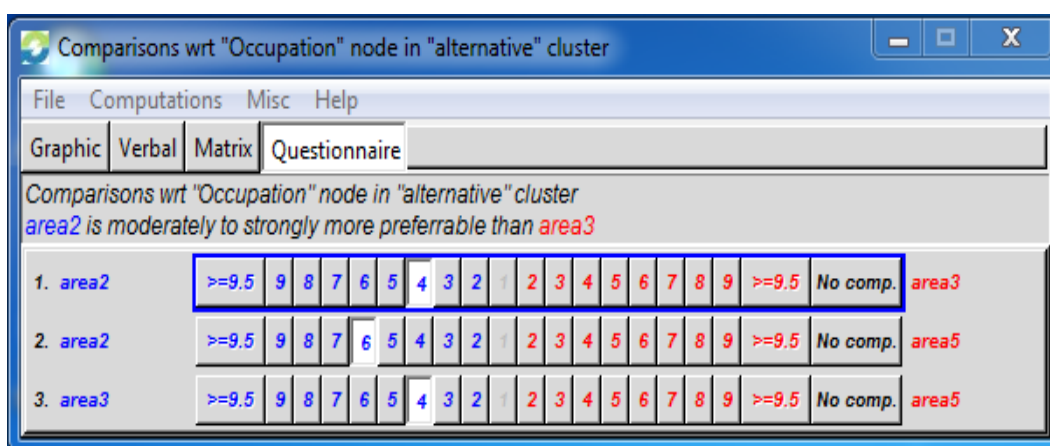 Comparisons wrt "Occupation" node in "alternative" cluster
X
File Computations Misc Help
Graphic Verbal Matrix Questionnaire
Comparisons wrt "Occupation" node in "alternative" cluster
area2 is moderately to strongly more preferrable than area3
1. area2 >=9.5 9 8 7 6 5 4 3 2 1 2 3 4 5 6 7 8 9 >=9.5 No comp. area3
2. area2 >=9.5 9 8 7 6 5 4 3 2 1 2 3 4 5 6 7 8 9 >=9.5 No comp. area5
3. area3 >=9.5 9 8 7 6 5 4 3 2 1 2 3 4 5 6 7 8 9 >=9.5 No comp. area5